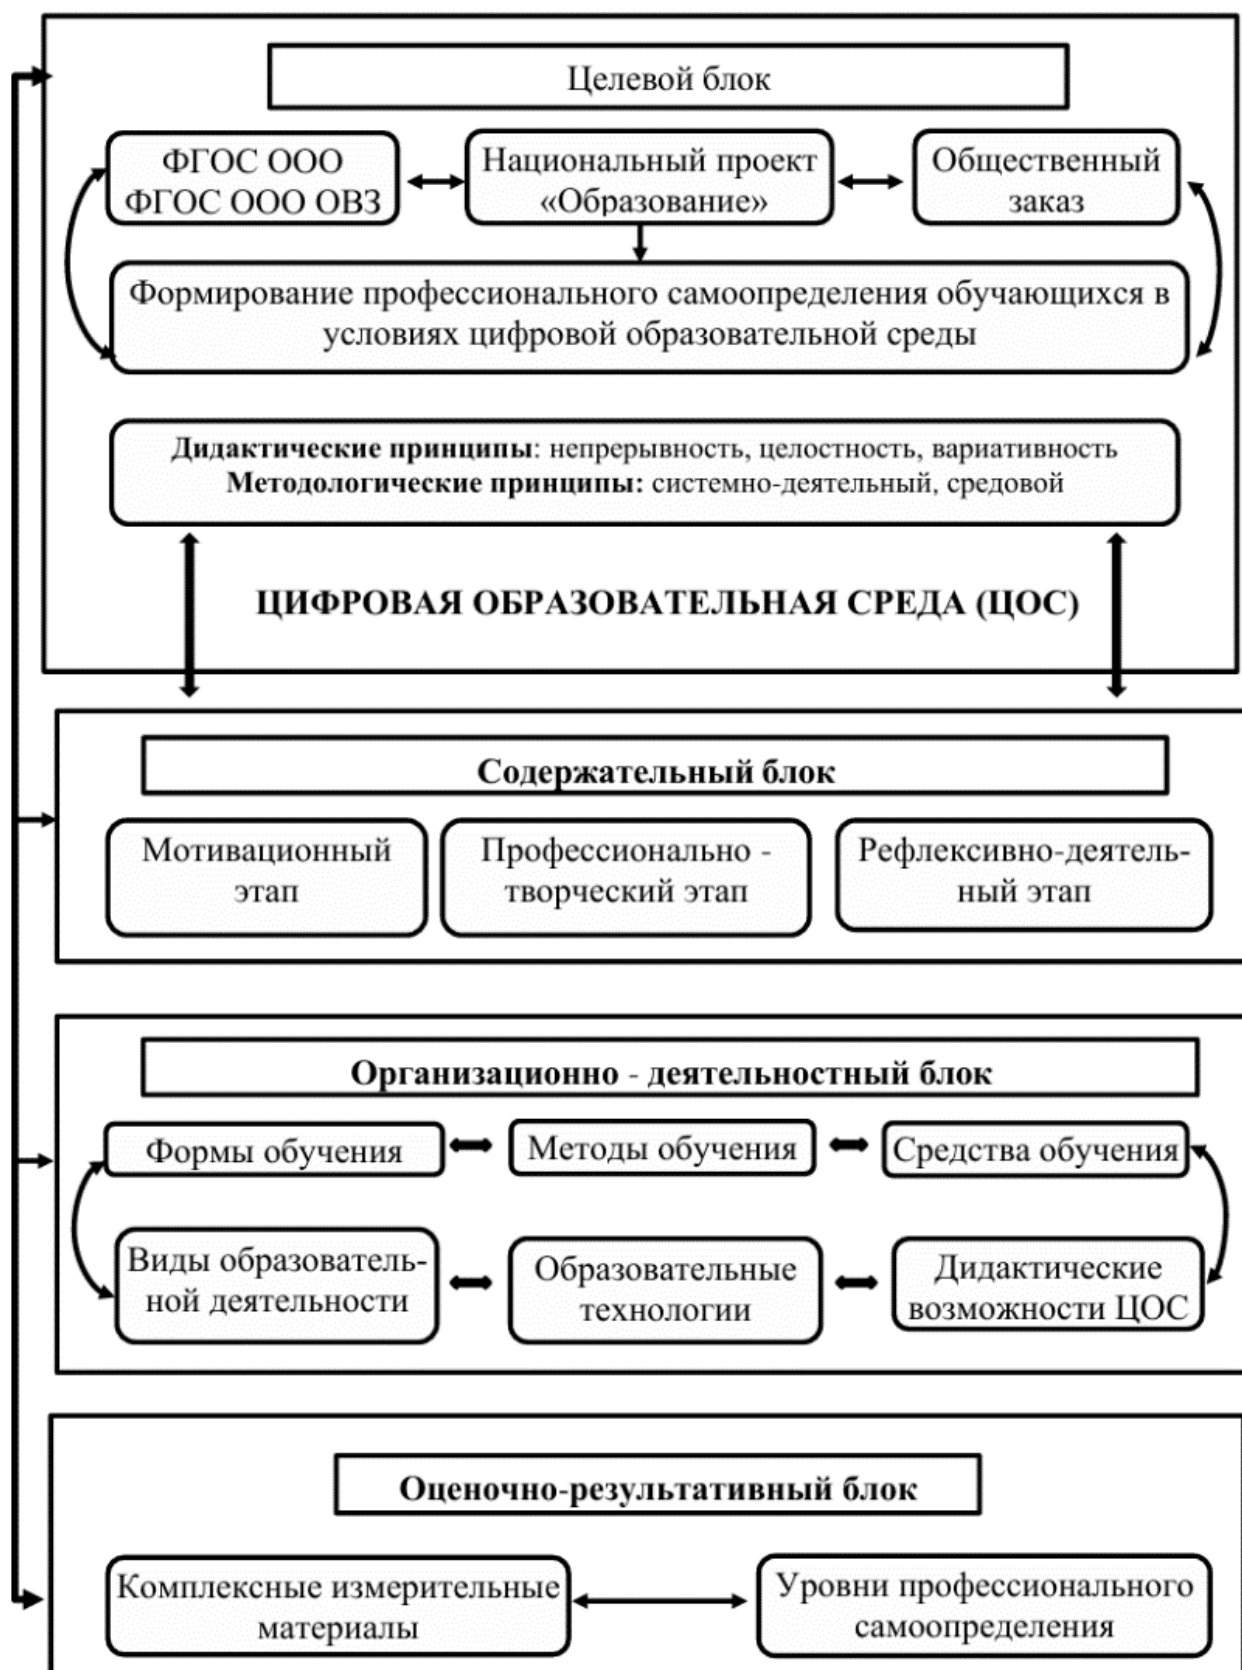 Целевой блок
ФГОС ООО
ФГОС ООО ОВЗ
Национальный проект
«Образование»
Общественный
заказ
Формирование профессионального самоопределения обучающихся в
условиях цифровой образовательной среды
Дидактические принципы: непрерывность, целостность, вариативность
Методологические принципы: системно-деятельный, средовой
ЦИФРОВАЯ ОБРАЗОВАТЕЛЬНАЯ СРЕДА (ЦОС)
Содержательный блок
Мотивационный
этап
Профессионально -
творческий этап
Рефлексивно-деятель-
ный этап
Организационно - деятельностный блок
Формы обучения
Методы обучения
Средства обучения
Виды образователь-
ной деятельности
Образовательные
технологии
Дидактические
возможности ЦОС
Оценочно-результативный блок
Комплексные измерительные
материалы
Уровни профессионального
самоопределения